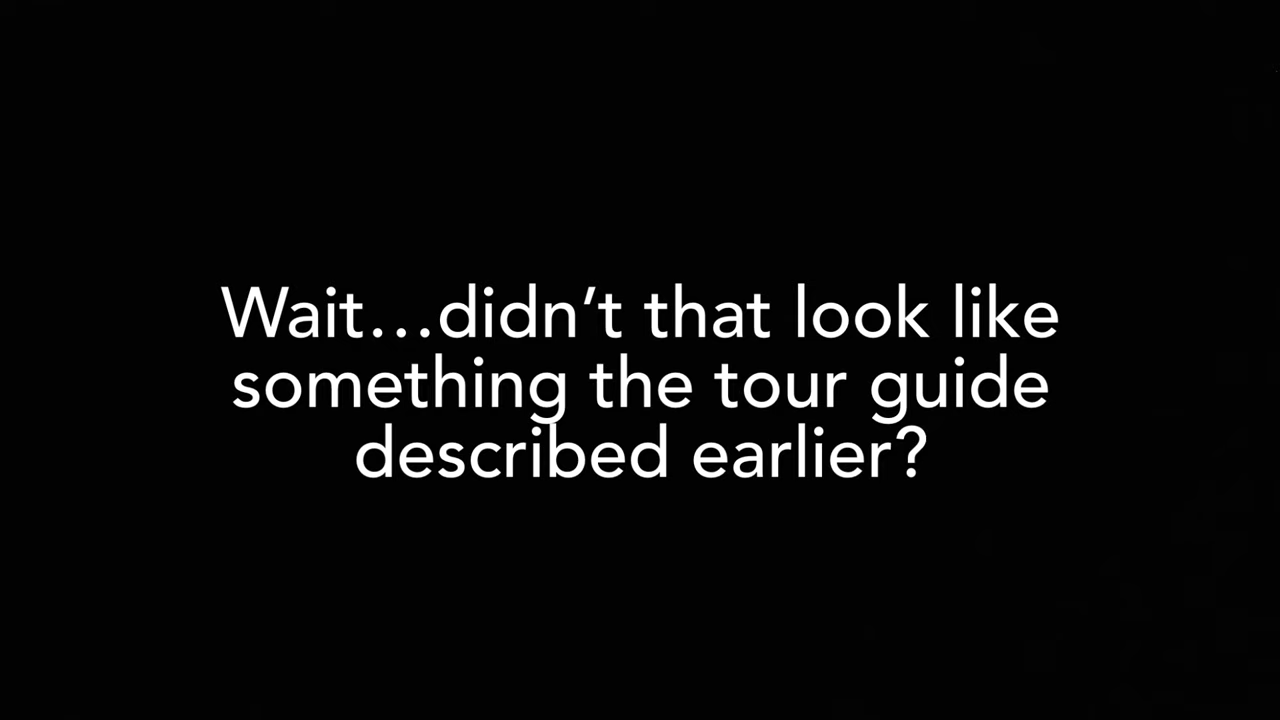 Wait…didn’t that look like
something the tour guide
described earlier?